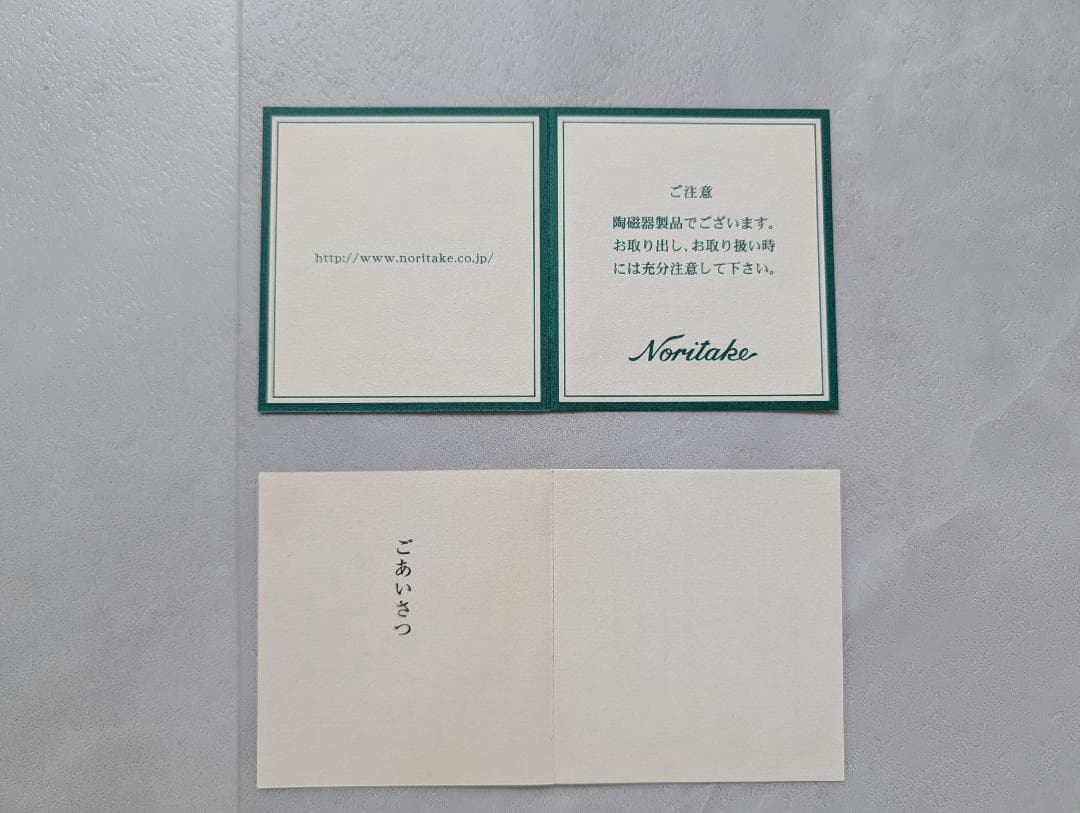 http://www.noritake.co.jp/
ご注意
陶磁器製品でございます。
お取り出し、お取り扱い時
には充分注意して下さい。
Noritake
ごあいさつ